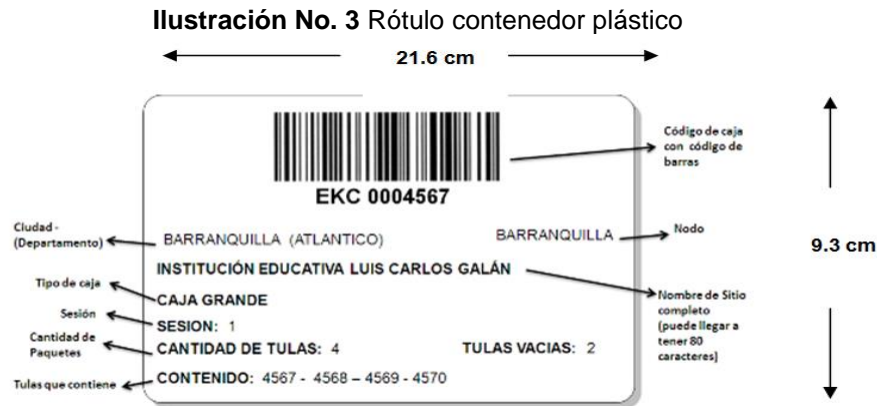 Ilustración No. 3 Rótulo contenedor plástico
21.6 cm
Código de caja
con código de
barras
EKC 0004567
Ciudad -
(Departamento)
BARRANQUILLA (ATLANTICO)
BARRANQUILLA
Nodo
9.3 cm
INSTITUCIÓN EDUCATIVA LUIS CARLOS GALÁN
Tipo de caja
CAJA GRANDE
Nombre de Sitio
completo
(puede llegar a
tener 80
caracteres)
Sesión
SESION: 1
Cantidad de
Paquetes
CANTIDAD DE TULAS: 4
TULAS VACIAS: 2
Tulas que contiene
CONTENIDO: 4567 - 4568 – 4569 - 4570